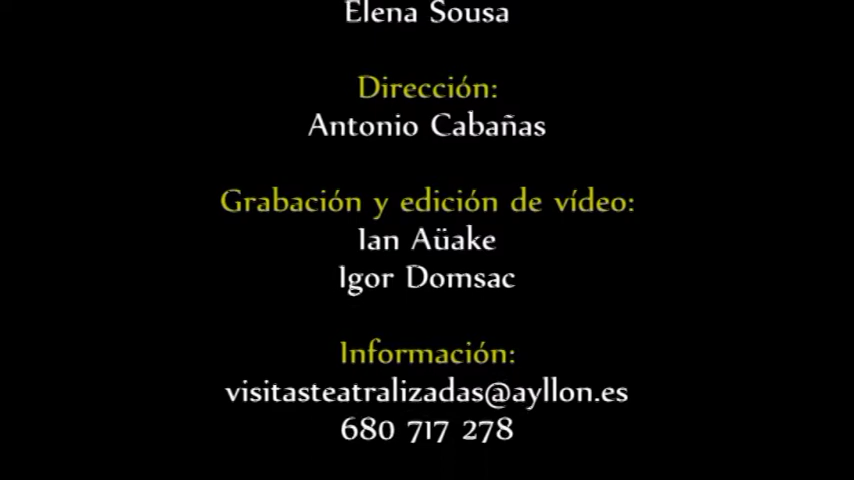 Elena Sousa
Dirección:
Antonio Cabañas
Grabación y edición de vídeo:
Ian Aüake
Igor Domsac
Información:
visitasteatralizadas@ayllon.es
680 717 278